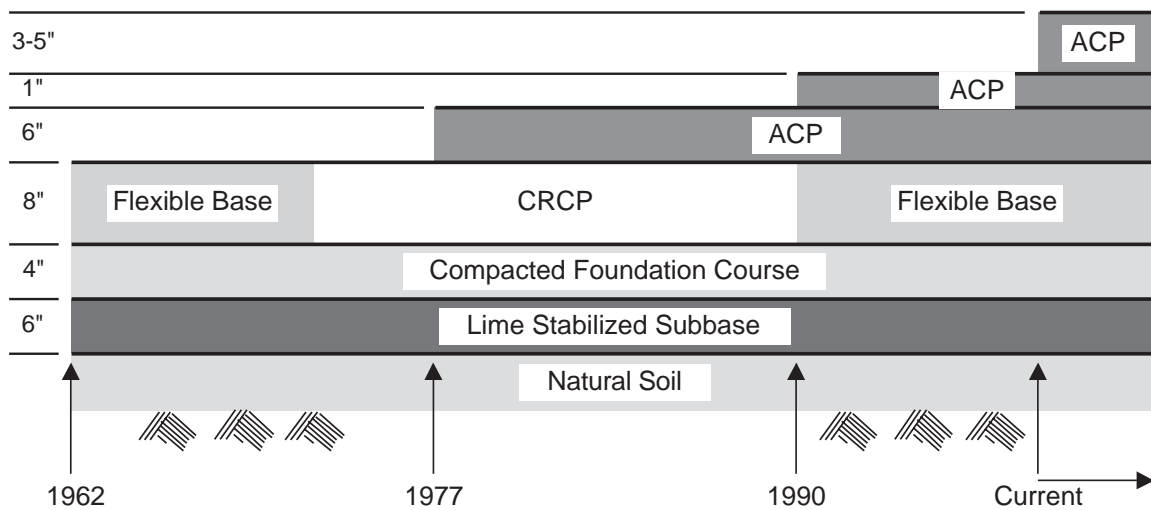 3-5" ACP
1" ACP
6" ACP
8" Flexible Base CRCP Flexible Base
4" Compacted Foundation Course
6" Lime Stabilized Subbase
Natural Soil
1962 1977 1990 Current